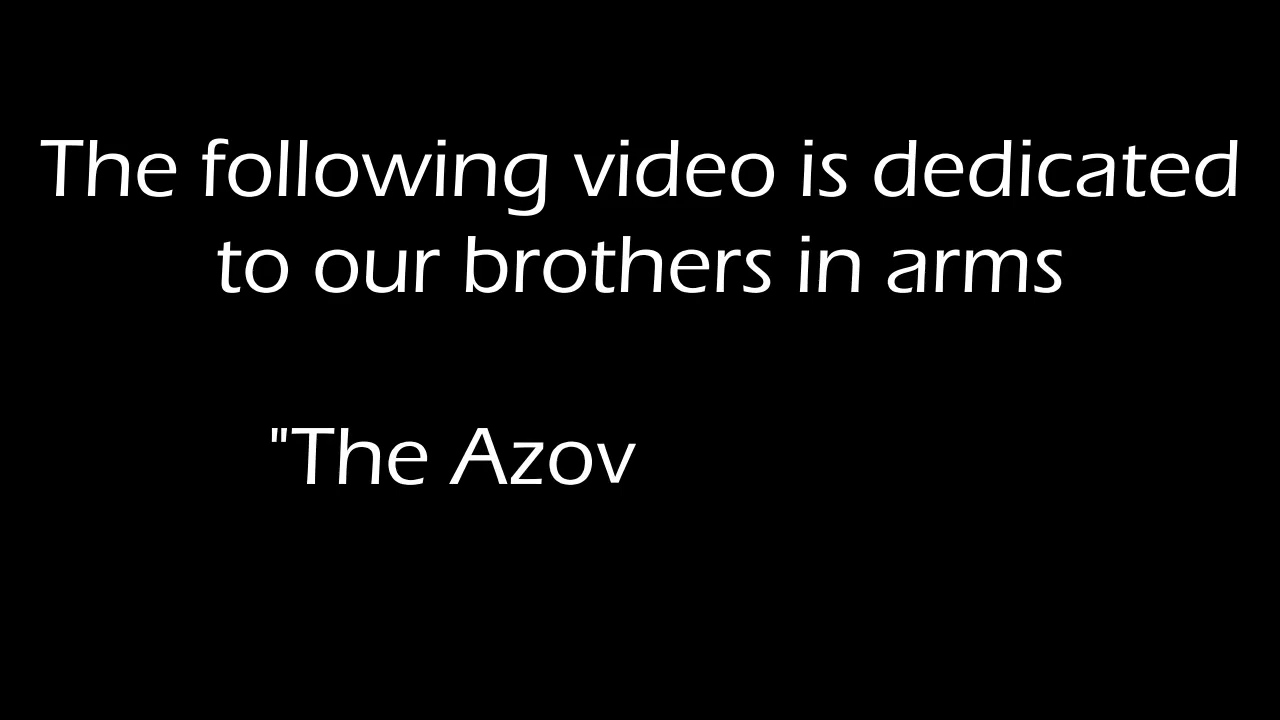 The following video is dedicated
to our brothers in arms
"The Azov